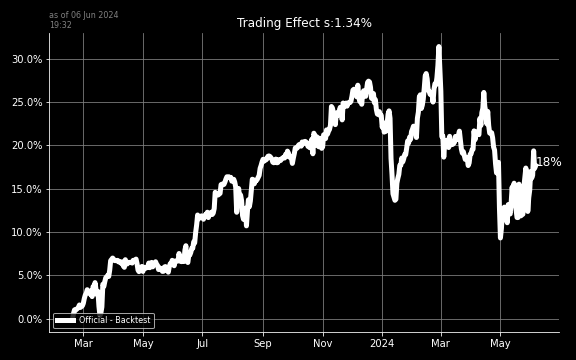 as of 06 Jun 2024
19:32
Trading Effect s:1.34%
30.0%
25.0%
20.0%
15.0%
10.0%
5.0%
0.0%
18%
Official - Backtest
Mar
May
Jul
Sep
Nov
2024
Mar
May